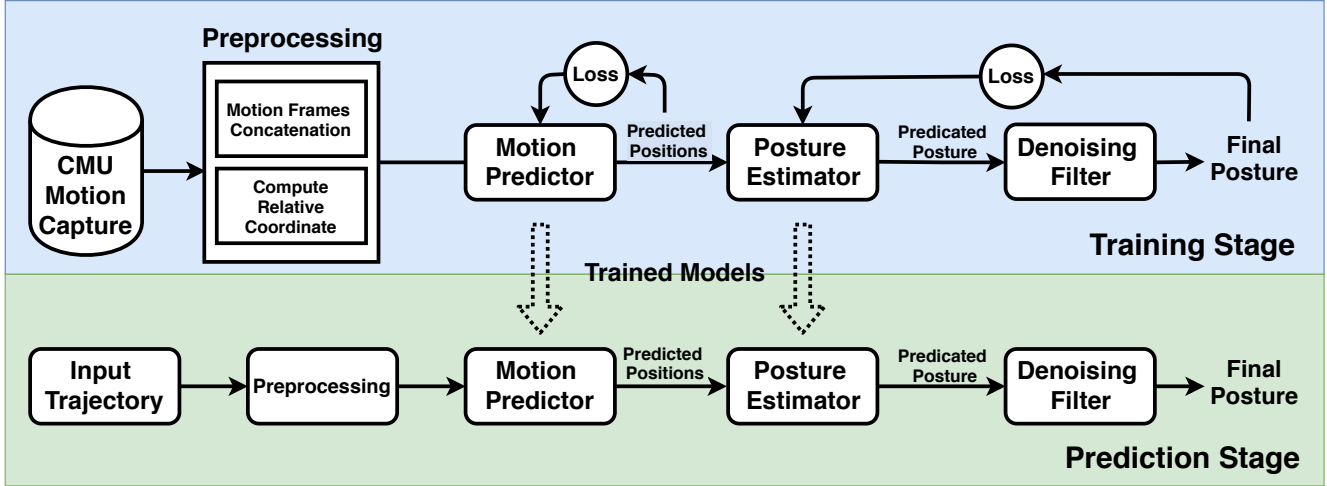 Preprocessing
Motion Frames
Concatenation
Compute
Relative
Coordinate
CMU
Motion
Capture
Loss
Motion
Predictor
Predicted
Positions
Posture
Estimator
Loss
Predicated
Posture
Denoising
Filter
Final
Posture
Training Stage
Trained Models
Input
Trajectory
Preprocessing
Motion
Predictor
Predicted
Positions
Posture
Estimator
Predicated
Posture
Denoising
Filter
Final
Posture
Prediction Stage